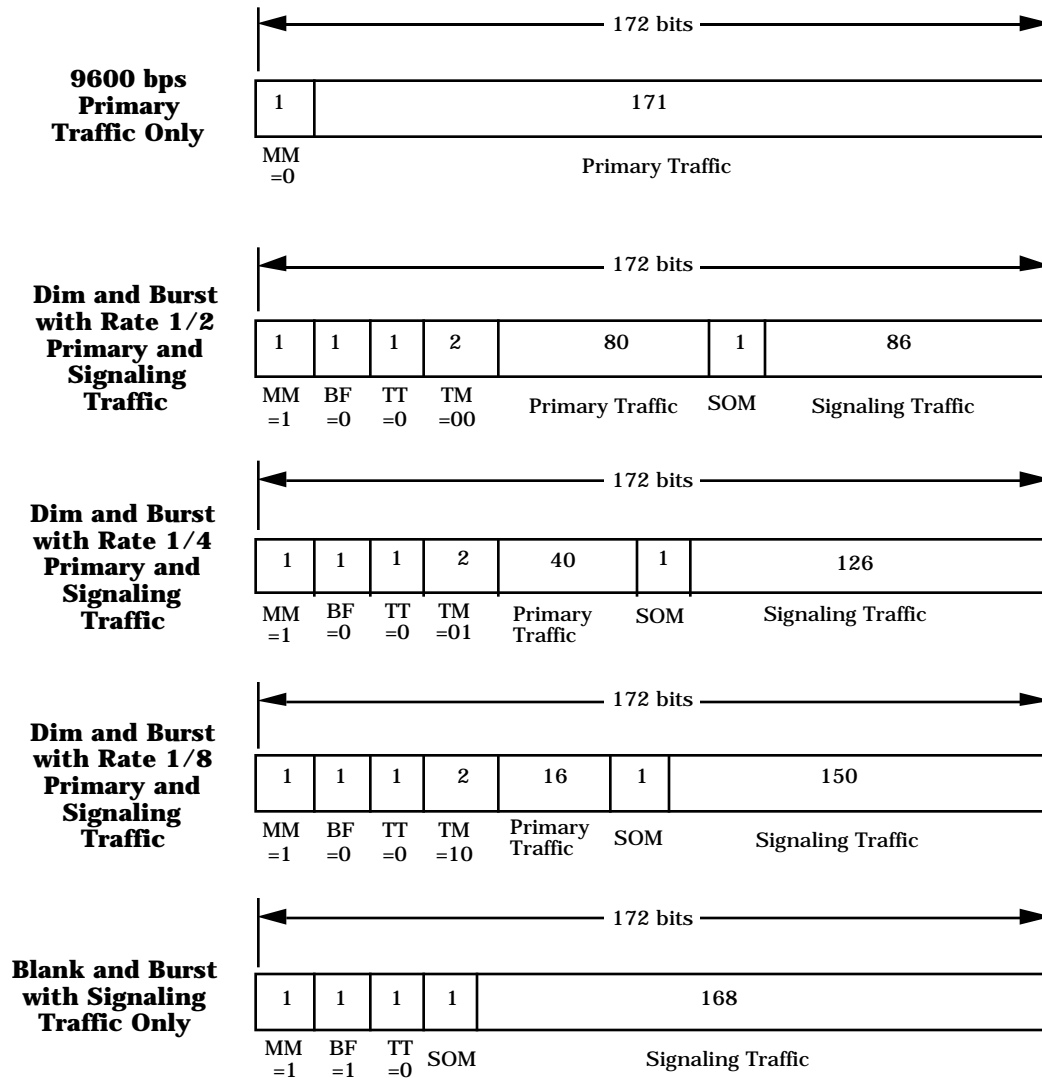 172 bits
9600 bps
Primary
Traffic Only
1 171
MM
=0
Primary Traffic
172 bits
Dim and Burst
with Rate 1/2
Primary and
Signaling
Traffic
1 1 1 2 80 1 86
MM BF TT TM Primary Traffic SOM Signaling Traffic
=1 =0 =0 =00
172 bits
Dim and Burst
with Rate 1/4
Primary and
Signaling
Traffic
1 1 1 2 40 1 126
MM BF TT TM Primary SOM Signaling Traffic
=1 =0 =0 =01 Traffic
172 bits
Dim and Burst
with Rate 1/8
Primary and
Signaling
Traffic
1 1 1 2 16 1 150
MM BF TT TM Primary SOM Signaling Traffic
=1 =0 =0 =10 Traffic
172 bits
Blank and Burst
with Signaling
Traffic Only
1 1 1 1 168
MM BF TT SOM Signaling Traffic
=1 =1 =0